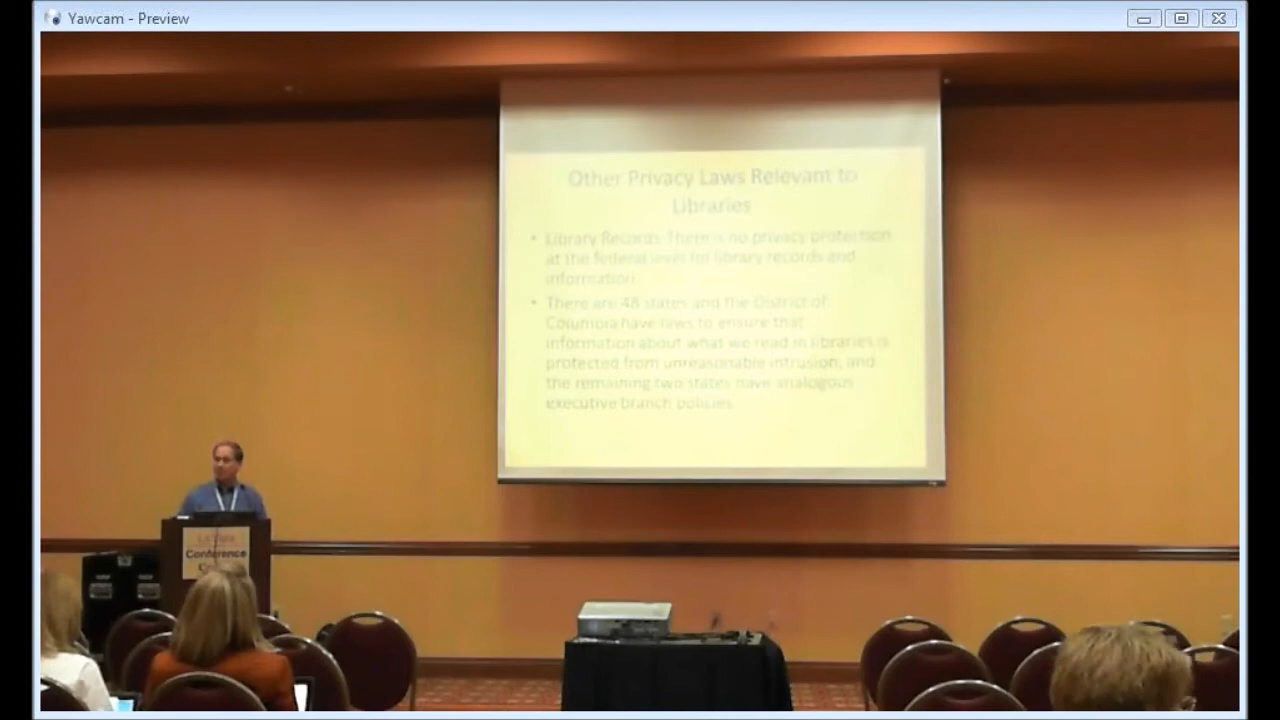 Yawcam - Preview
Other Privacy Laws Relevant to
Libraries
• Library Records There is no privacy protection
at the federal level for library records and
information.
• There are 48 states and the District of
Columbia have laws to ensure that
information about what we read in libraries is
protected from unreasonable intrusion, and
the remaining two states have analogous
executive branch policies.
Conference